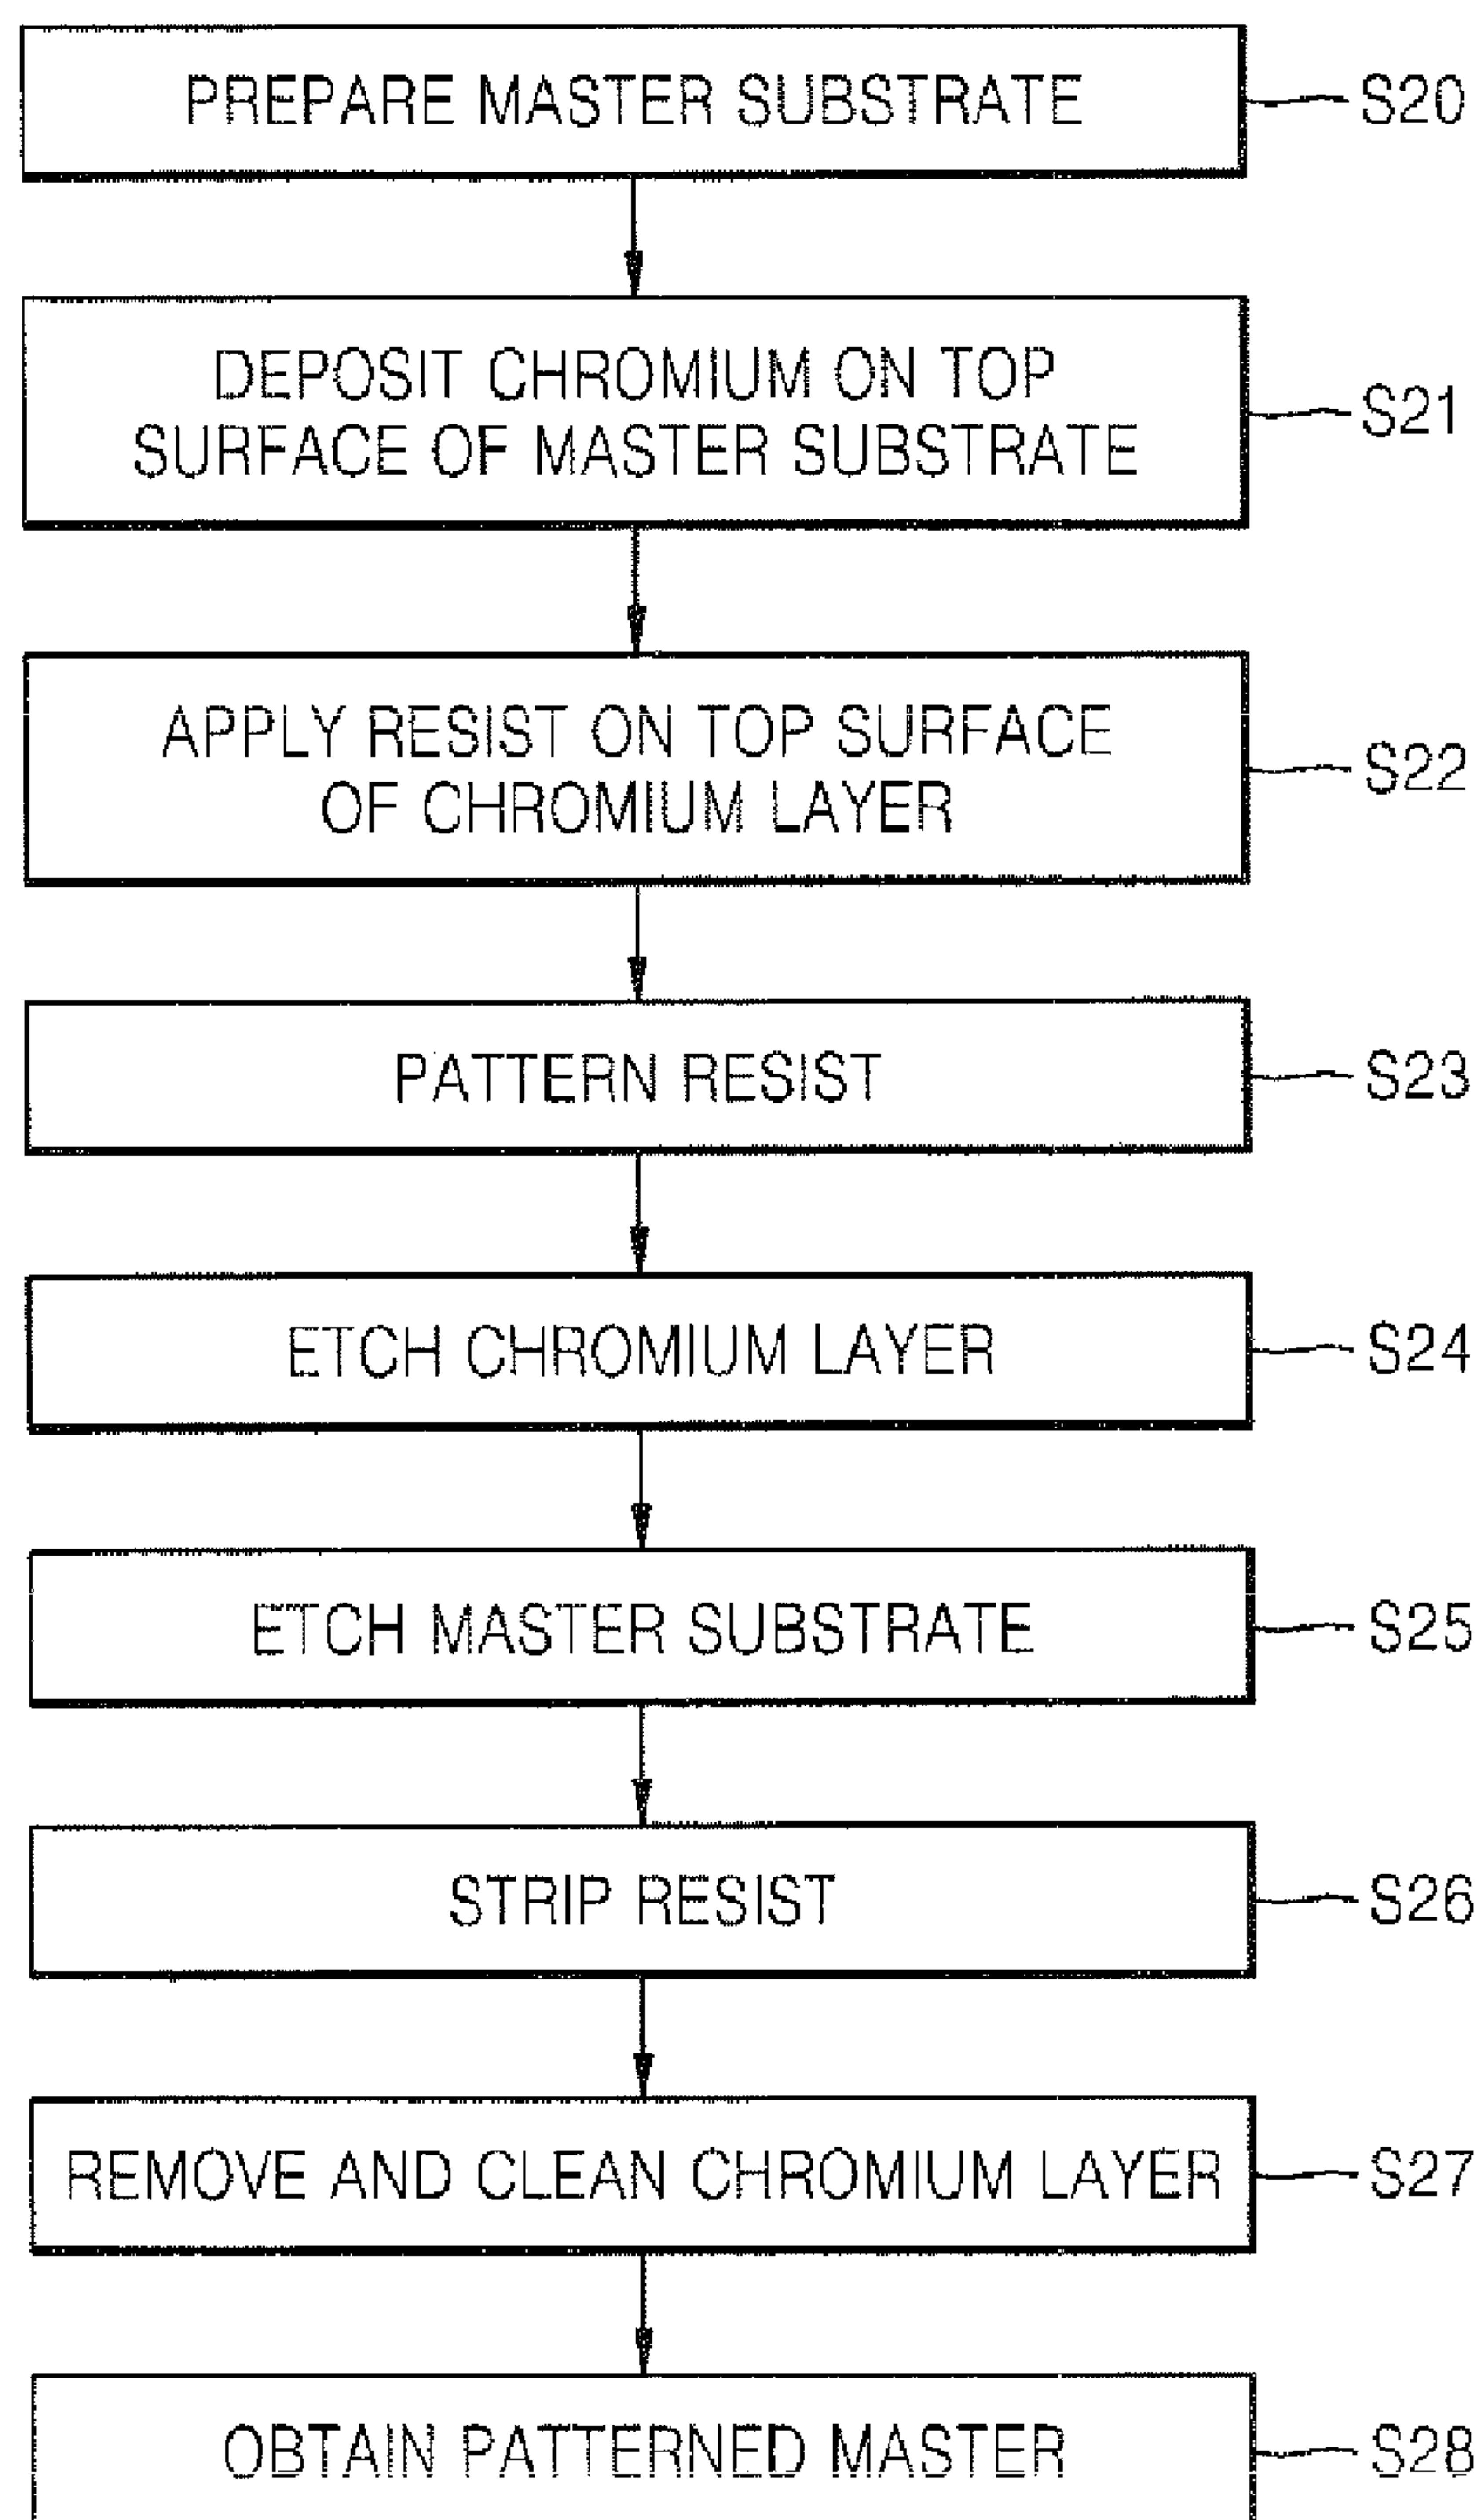 PREPARE MASTER SUBSTRATE
S20
DEPOSIT CHROMIUM ON TOP
SURFACE OF MASTER SUBSTRATE
S21
APPLY RESIST ON TOP SURFACE
OF CHROMIUM LAYER
S22
PATTERN RESIST
S23
ETCH CHROMIUM LAYER
S24
ETCH MASTER SUBSTRATE
S25
STRIP RESIST
S26
REMOVE AND CLEAN CHROMIUM LAYER
S27
OBTAIN PATTERNED MASTER
S28